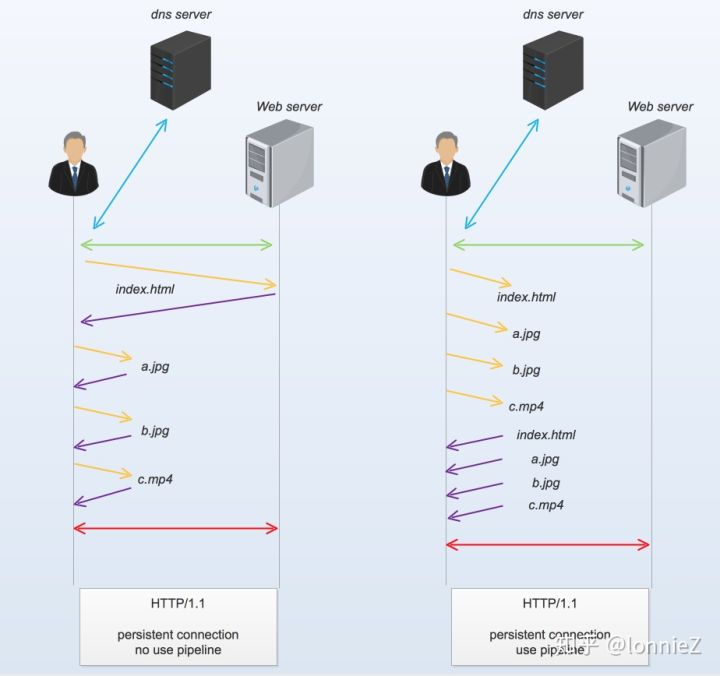 dns server
Web server
index.html
a.jpg
b.jpg
c.mp4
HTTP/1.1
persistent connection
no use pipeline
dns server
Web server
index.html
a.jpg
b.jpg
c.mp4
index.html
a.jpg
b.jpg
c.mp4
HTTP/1.1
persistent connection
use pipeline
知乎 @lonnieZ